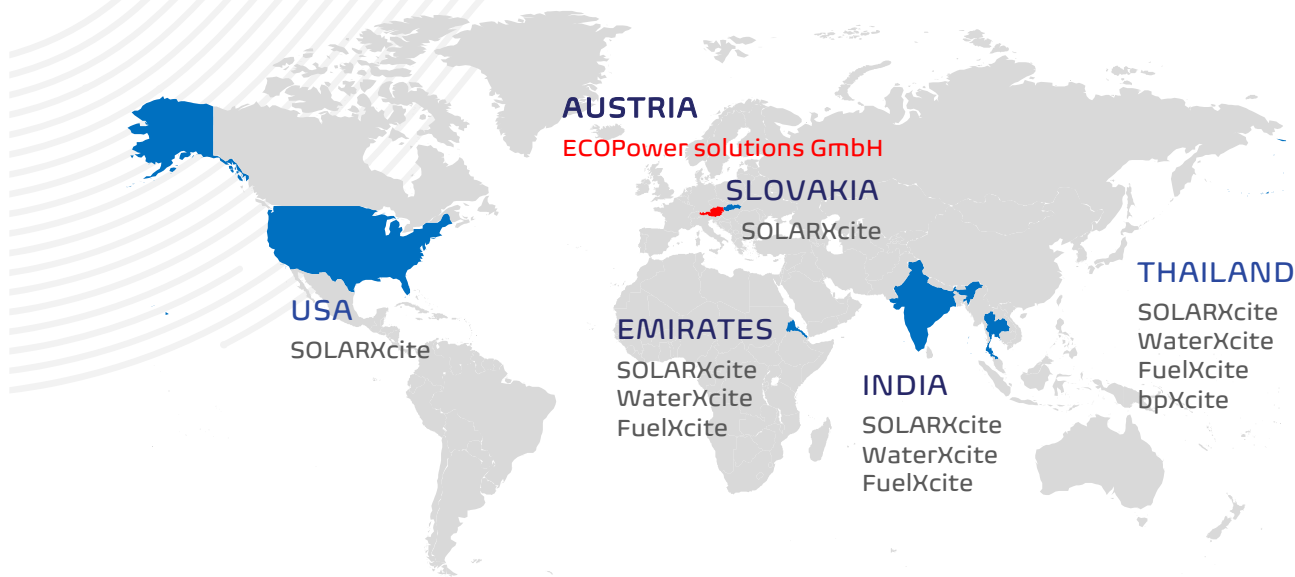 AUSTRIA
ECOPower solutions GmbH
SLOVAKIA
SOLARXcite
USA
SOLARXcite
EMIRATES
SOLARXcite
WaterXcite
FuelXcite
INDIA
SOLARXcite
WaterXcite
FuelXcite
THAILAND
SOLARXcite
WaterXcite
FuelXcite
bpXcite